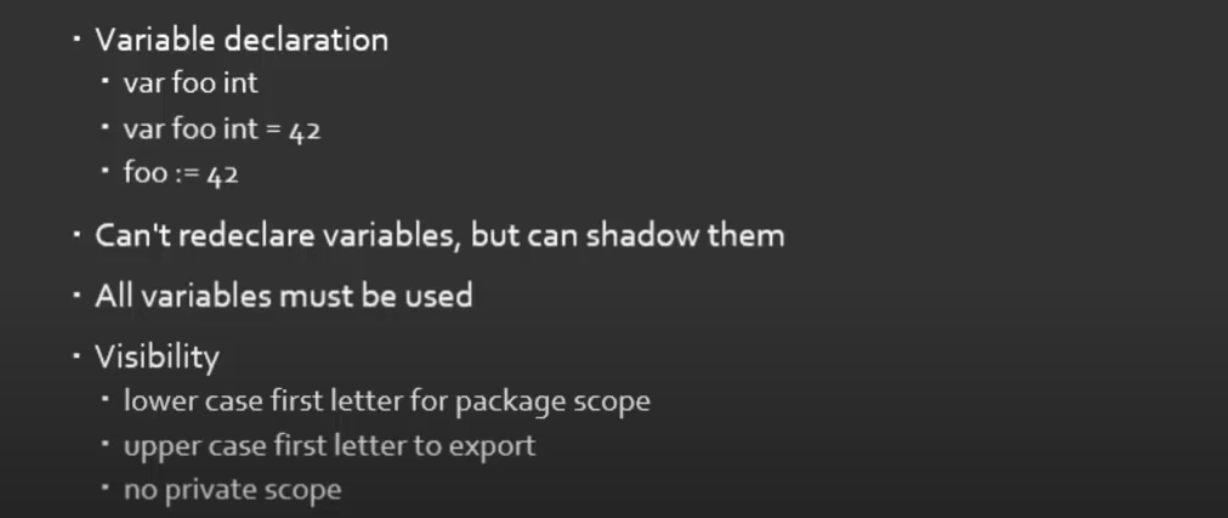 · Variable declaration
· var foo int
· var foo int = 42
· foo := 42
· Can't redeclare variables, but can shadow them
· All variables must be used
· Visibility
· lower case first letter for package scope
· upper case first letter to export
· no private scope